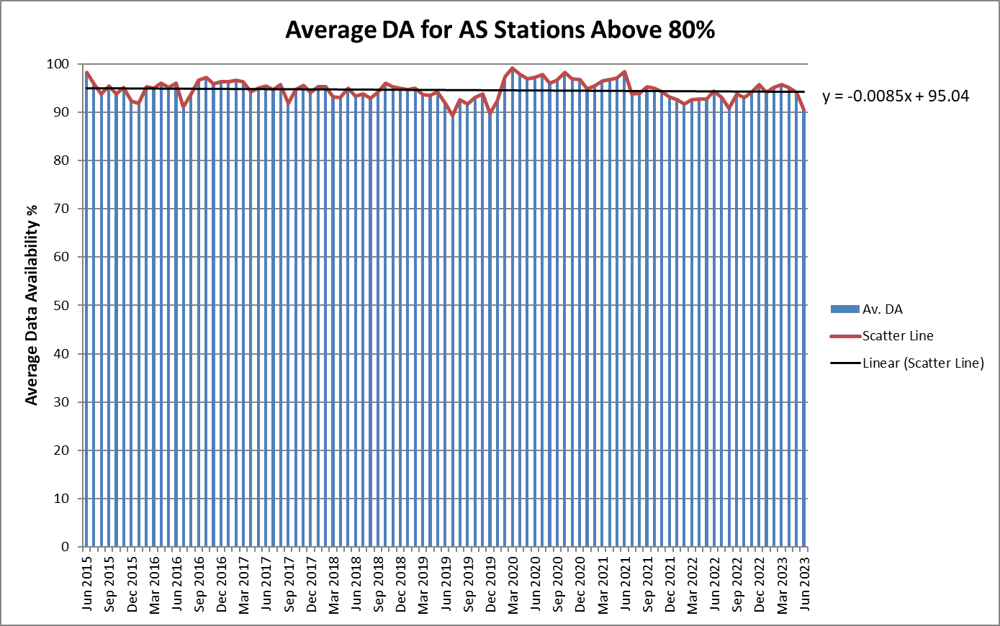 Average DA for AS Stations Above 80%
100
90
80
70
60
50
40
30
20
10
0
Average Data Availability %
y = -0.0085x + 95.04
Av. DA
Scatter Line
Linear (Scatter Line)
Jun 2015
Sep 2015
Dec 2015
Mar 2016
Jun 2016
Sep 2016
Dec 2016
Mar 2017
Jun 2017
Sep 2017
Dec 2017
Mar 2018
Jun 2018
Sep 2018
Dec 2018
Mar 2019
Jun 2019
Sep 2019
Dec 2019
Mar 2020
Jun 2020
Sep 2020
Dec 2020
Mar 2021
Jun 2021
Sep 2021
Dec 2021
Mar 2022
Jun 2022
Sep 2022
Dec 2022
Mar 2023
Jun 2023